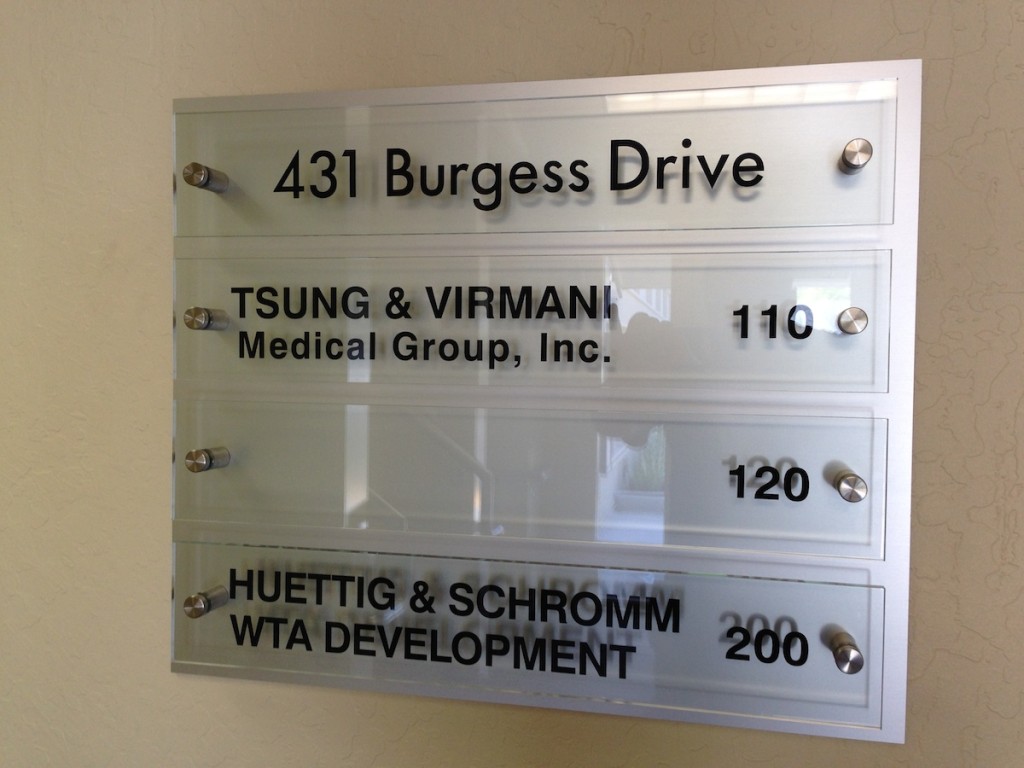 431 Burgess Drive
TSUNG & VIRMANI
Medical Group, Inc.
110
120
HUETTIG & SCHROMM
WTA DEVELOPMENT
200